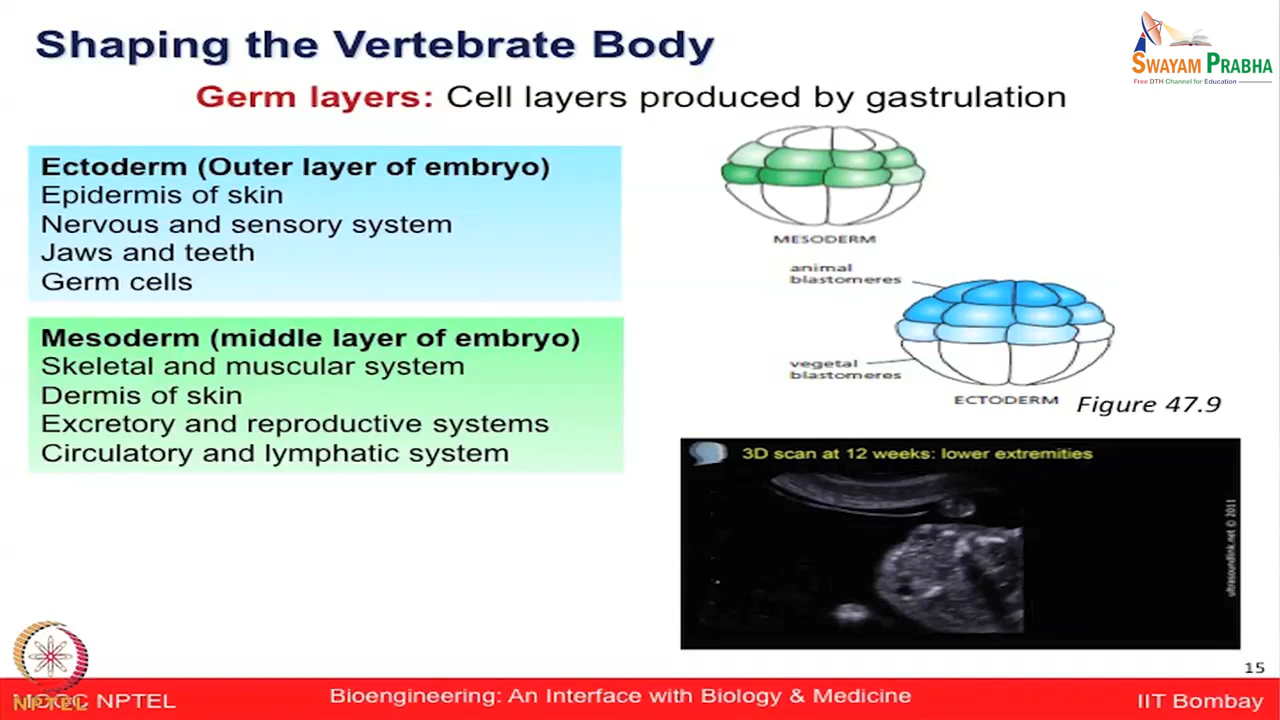 Shaping the Vertebrate Body
SWAYAM PRABHA
Free DTH Channel for Education
Germ layers: Cell layers produced by gastrulation
Ectoderm (Outer layer of embryo)
Epidermis of skin
Nervous and sensory system
Jaws and teeth
Germ cells
Mesoderm (middle layer of embryo)
Skeletal and muscular system
Dermis of skin
Excretory and reproductive systems
Circulatory and lymphatic system
MESODERM
animal
blastomeres
vegetal
blastomeres
ECTODERM
Figure 47.9
3D scan at 12 weeks: lower extremities
ultrasoundlink.net © 2011
15
MOOC NPTEL
NPTEL
Bioengineering: An Interface with Biology & Medicine
IIT Bombay